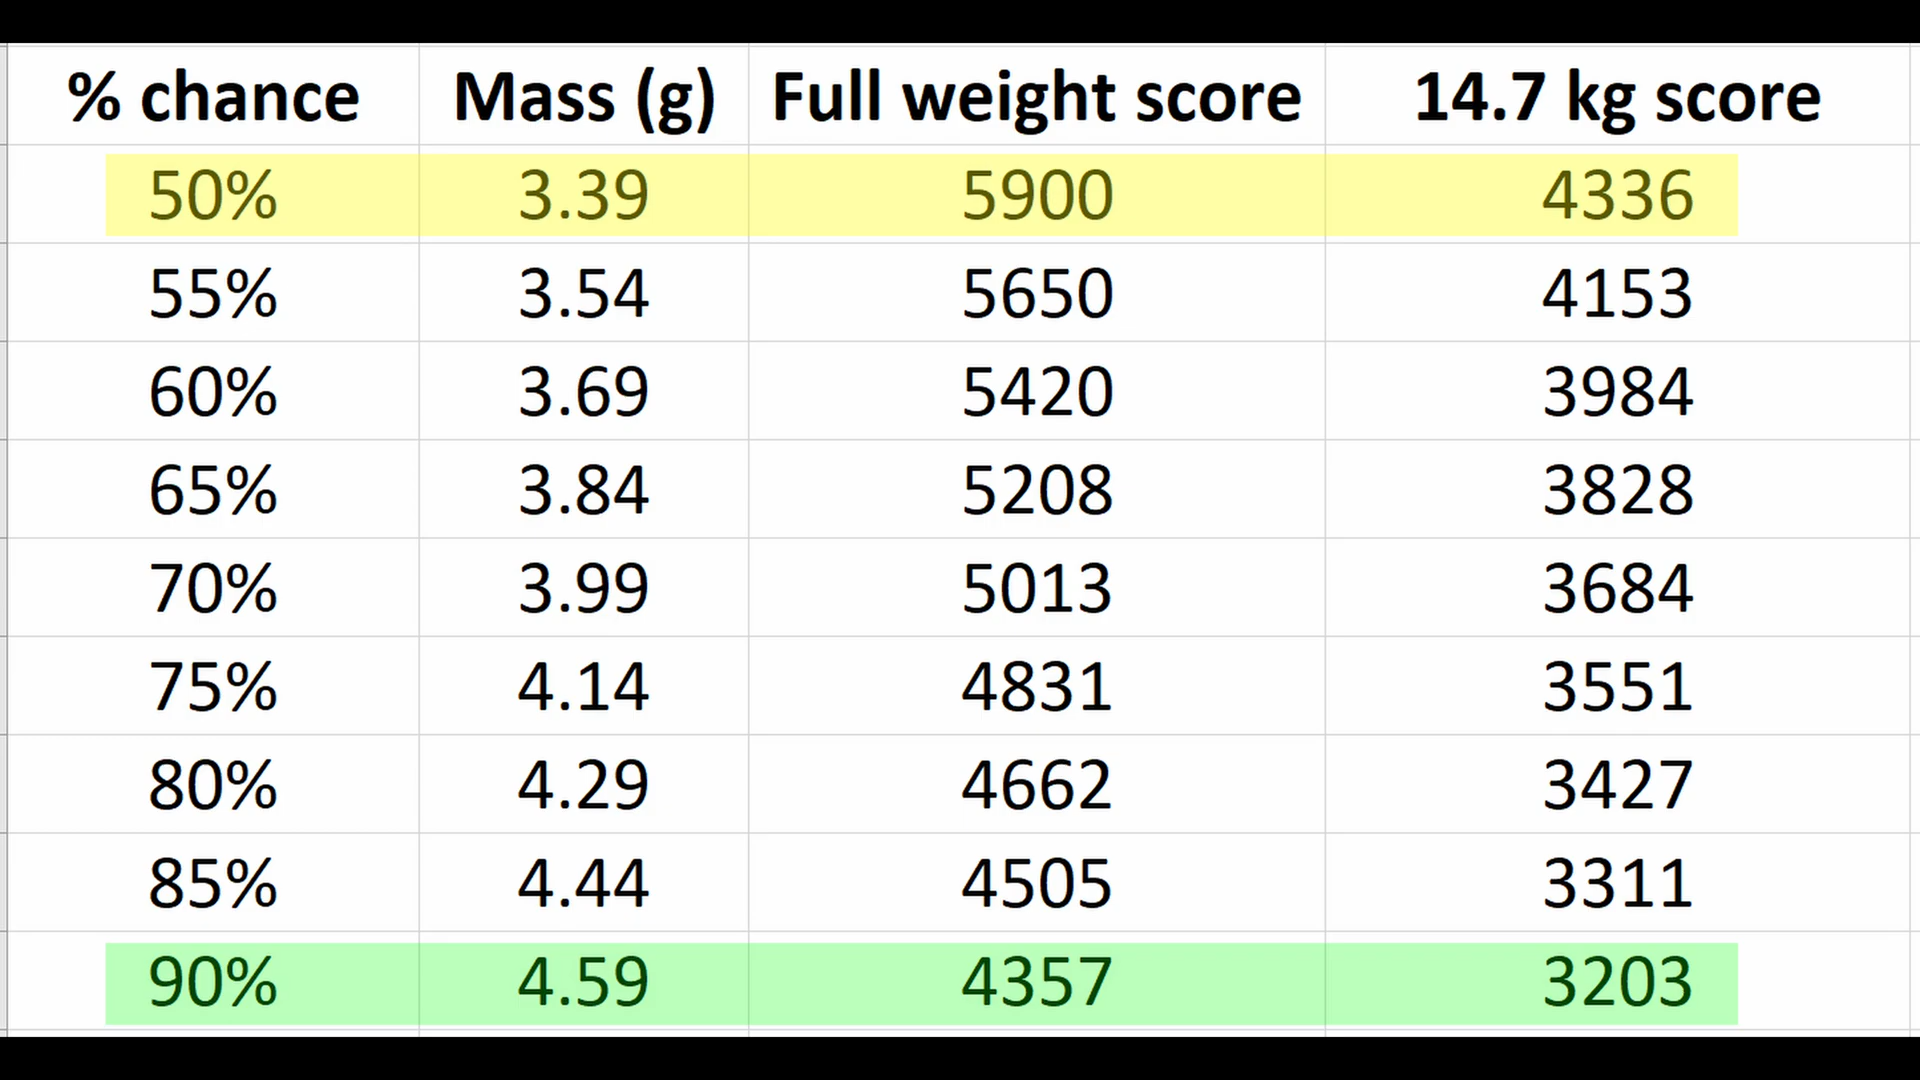 % chance Mass (g) Full weight score 14.7 kg score
50% 3.39 5900 4336
55% 3.54 5650 4153
60% 3.69 5420 3984
65% 3.84 5208 3828
70% 3.99 5013 3684
75% 4.14 4831 3551
80% 4.29 4662 3427
85% 4.44 4505 3311
90% 4.59 4357 3203